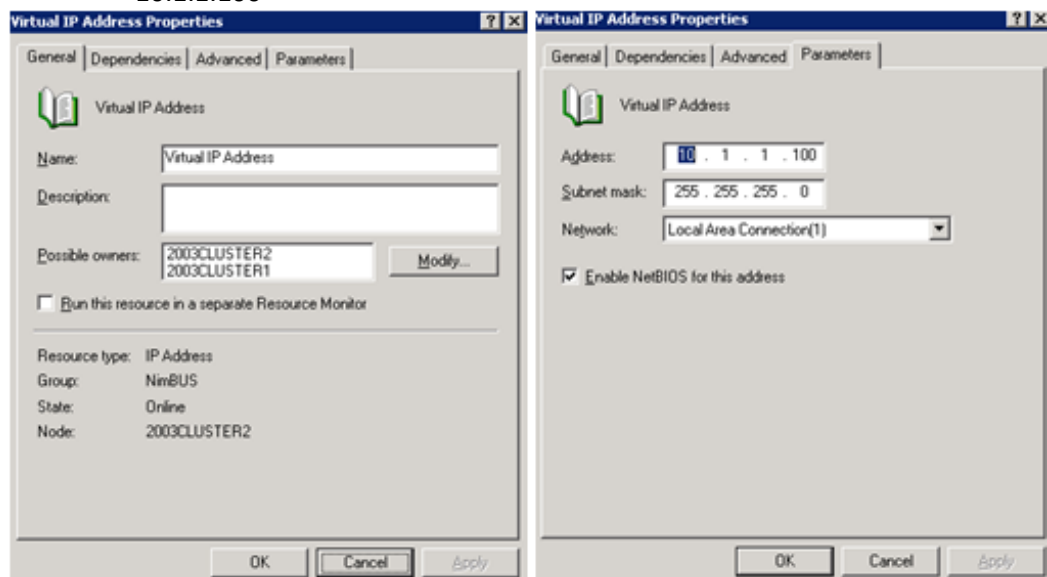 Virtual IP Address Properties
General Dependencies Advanced Parameters
Virtual IP Address
Name: Virtual IP Address
Description:
Possible owners: 2003CLUSTER2
2003CLUSTER1
Modify...
Run this resource in a separate Resource Monitor
Resource type: IP Address
Group: NimBUS
State: Online
Node: 2003CLUSTER2
OK Cancel Apply
Virtual IP Address Properties
General Dependencies Advanced Parameters
Virtual IP Address
Address: 10 . 1 . 1 . 100
Subnet mask: 255 . 255 . 255 . 0
Network: Local Area Connection(1)
Enable NetBIOS for this address
OK Cancel Apply